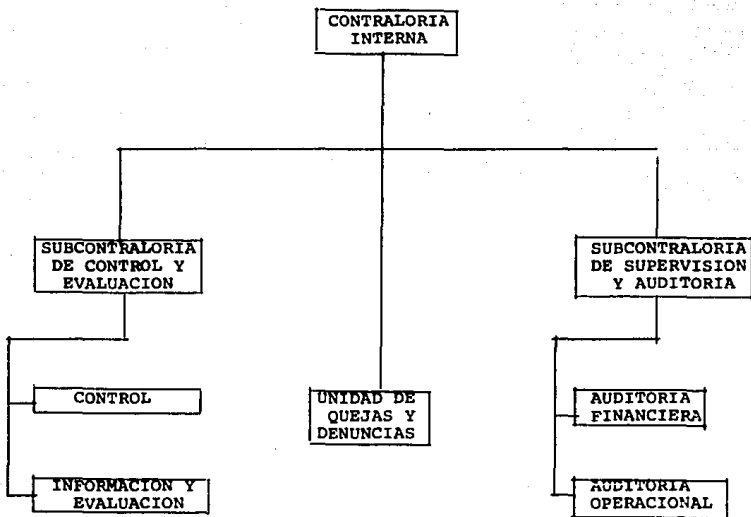 CONTRALORIA
INTERNA
SUBCONTRALORIA
DE CONTROL Y
EVALUACION
SUBCONTRALORIA
DE SUPERVISION
Y AUDITORIA
CONTROL
UNIDAD DE
QUEJAS Y
DENUNCIAS
AUDITORIA
FINANCIERA
INFORMACION Y
EVALUACION
AUDITORIA
OPERACIONAL